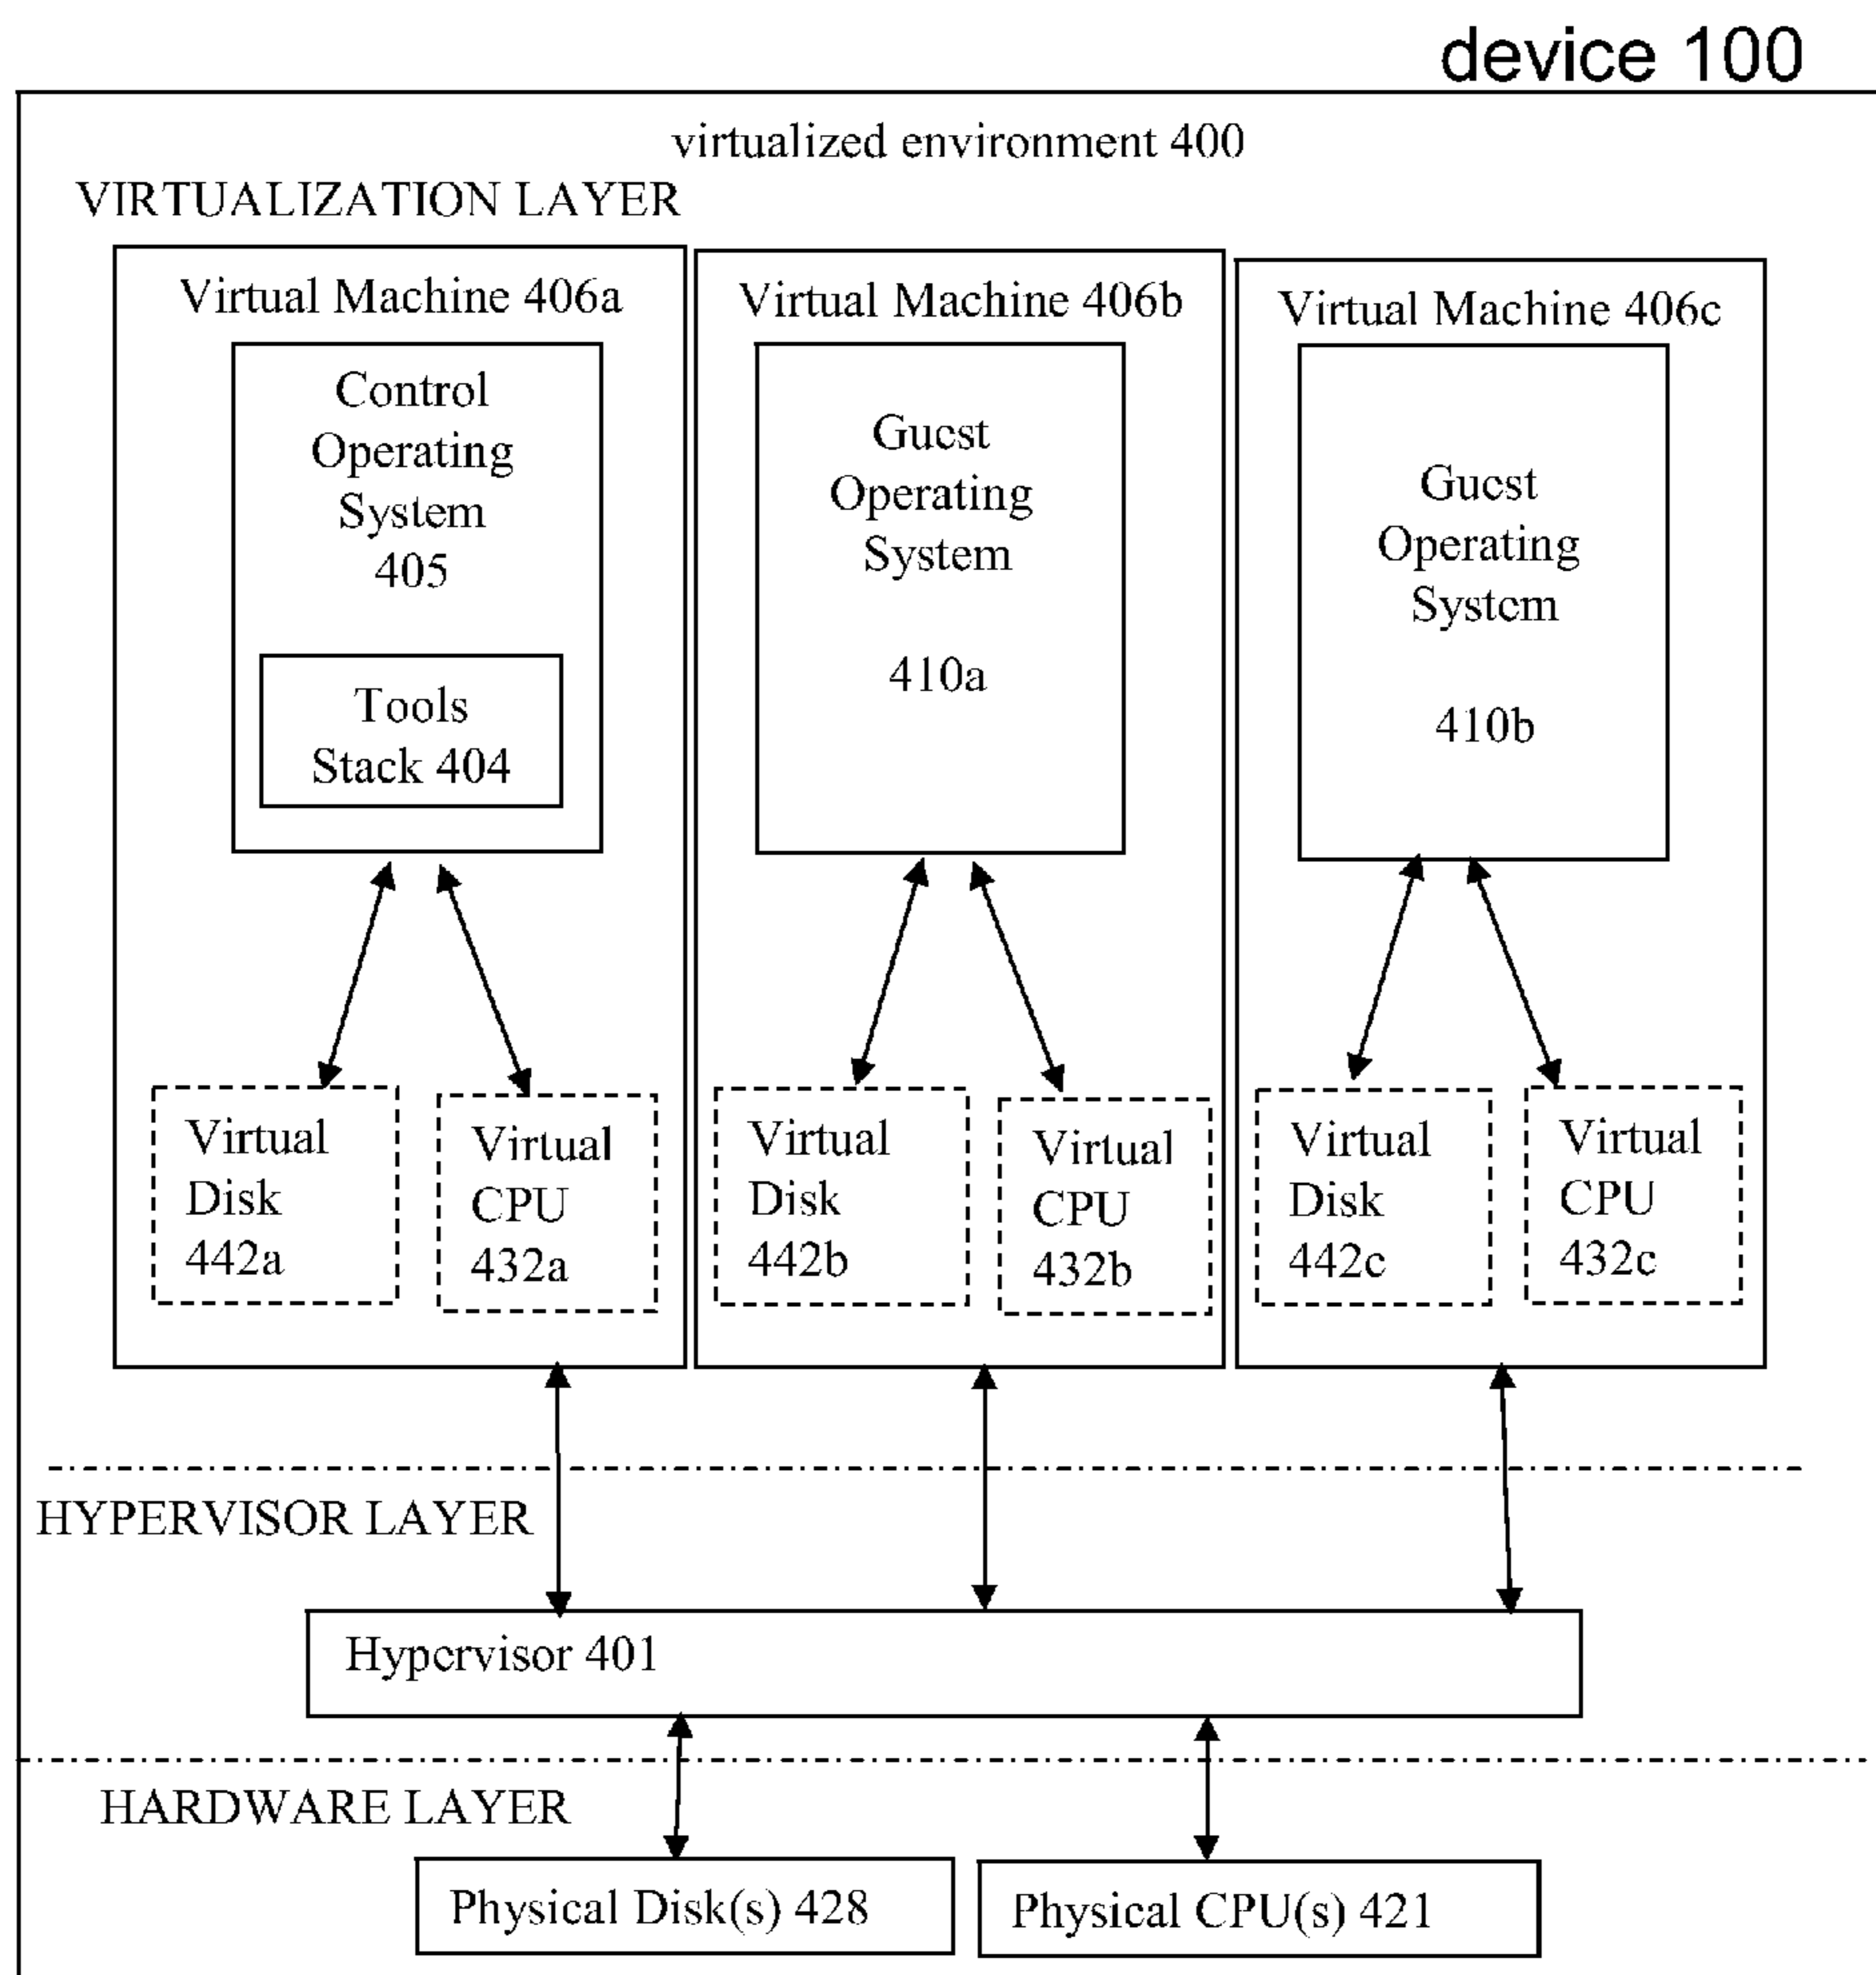 device 100
virtualized environment 400
VIRTUALIZATION LAYER
Virtual Machine 406a
Control
Operating
System
405
Tools
Stack 404
Virtual
Disk
442a
Virtual
CPU
432a
Virtual Machine 406b
Guest
Operating
System
410a
Virtual
Disk
442b
Virtual
CPU
432b
Virtual Machine 406c
Guest
Operating
System
410b
Virtual
Disk
442c
Virtual
CPU
432c
HYPERVISOR LAYER
Hypervisor 401
HARDWARE LAYER
Physical Disk(s) 428
Physical CPU(s) 421